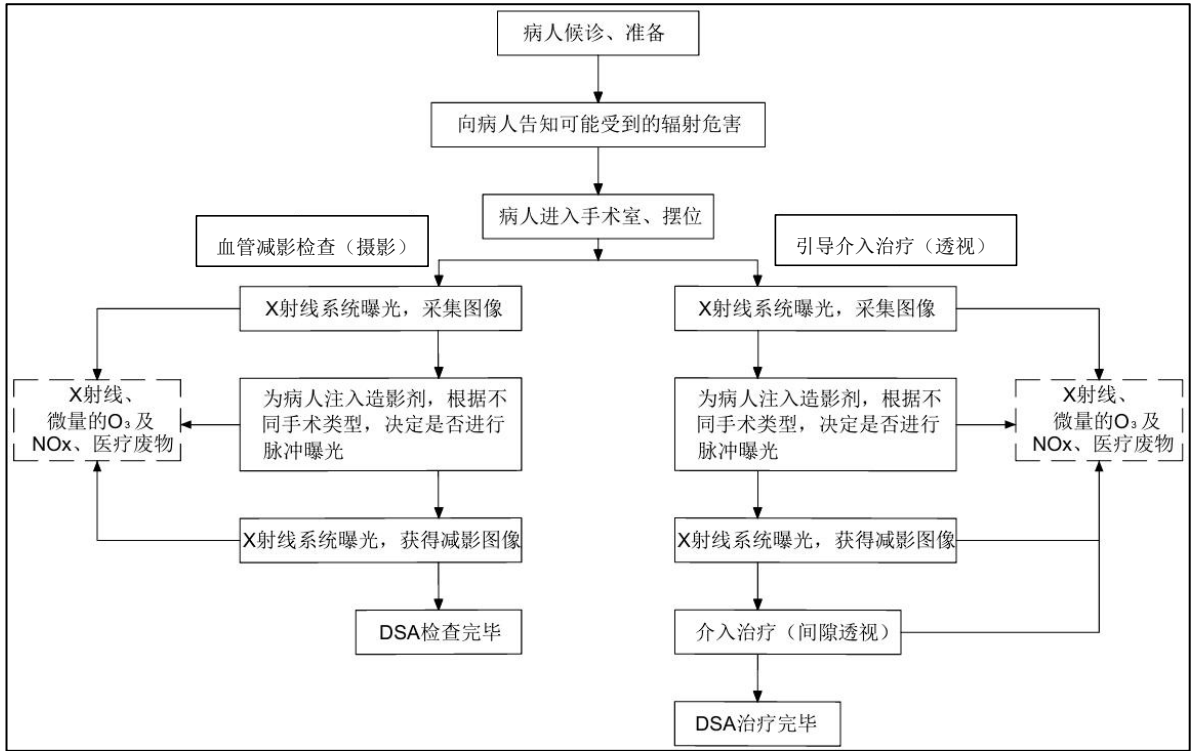 病人候诊、准备
向病人告知可能受到的辐射危害
病人进入手术室、摆位
血管减影检查（摄影）
引导介入治疗（透视）
X射线系统曝光，采集图像
X射线系统曝光，采集图像
X射线、
微量的O₃及
NOx、医疗废物
为病人注入造影剂，根据不
同手术类型，决定是否进行
脉冲曝光
为病人注入造影剂，根据不
同手术类型，决定是否进行
脉冲曝光
X射线、
微量的O₃及
NOx、医疗废物
X射线系统曝光，获得减影图像
X射线系统曝光，获得减影图像
DSA检查完毕
介入治疗（间隙透视）
DSA治疗完毕